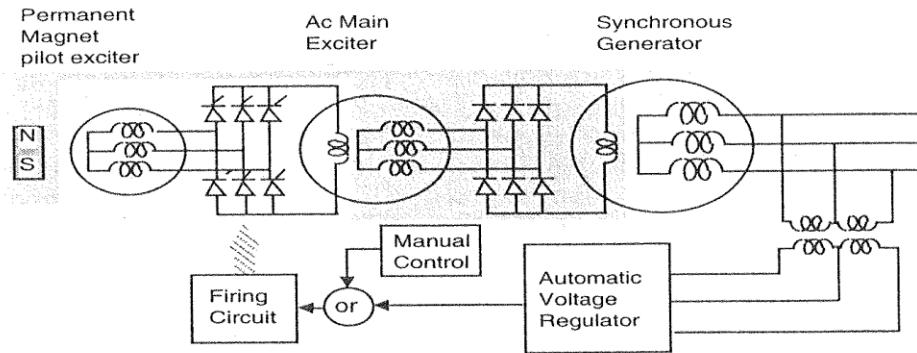 Permanent
Magnet
pilot exciter
Ac Main
Exciter
Synchronous
Generator
N
S
Manual
Control
Firing
Circuit
or
Automatic
Voltage
Regulator